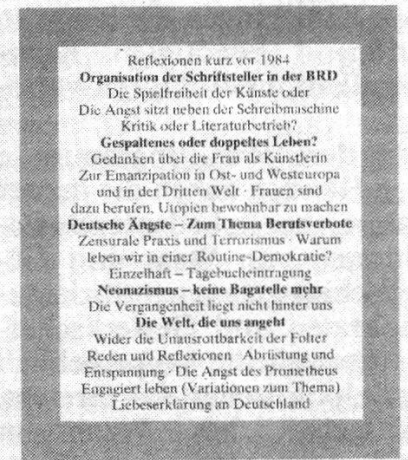 Reflexionen kurz vor 1984
Organisation der Schriftsteller in der BRD
Die Spielfreiheit der Künste oder
Die Angst sitzt neben der Schreibmaschine
Kritik oder Literaturbetrieb?
Gespaltenes oder doppeltes Leben?
Gedanken über die Frau als Künstlerin
Zur Emanzipation in Ost- und Westeuropa
und in der Dritten Welt · Frauen sind
dazu berufen, Utopien bewohnbar zu machen
Deutsche Ängste – Zum Thema Berufsverbote
Zensurale Praxis und Terrorismus · Warum
leben wir in einer Routine-Demokratie?
Einzelhaft – Tagebucheintragung
Neonazismus – keine Bagatelle mehr
Die Vergangenheit liegt nicht hinter uns
Die Welt, die uns angeht
Wider die Unausrottbarkeit der Folter
Reden und Reflexionen · Abrüstung und
Entspannung · Die Angst des Prometheus
Engagiert leben (Variationen zum Thema)
Liebeserklärung an Deutschland